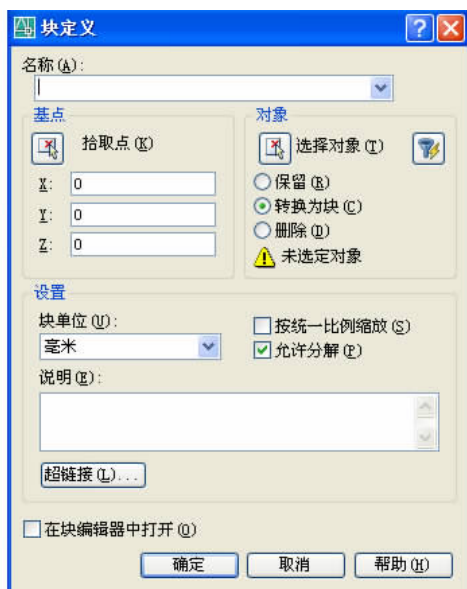 块定义
名称(A):
基点
拾取点(K)
X: 0
Y: 0
Z: 0
对象
选择对象(T)
保留(R)
转换为块(C)
删除(D)
未选定对象
设置
块单位(U):
毫米
按统一比例缩放(S)
允许分解(P)
说明(E):
超链接(L)...
在块编辑器中打开(O)
确定 取消 帮助(H)